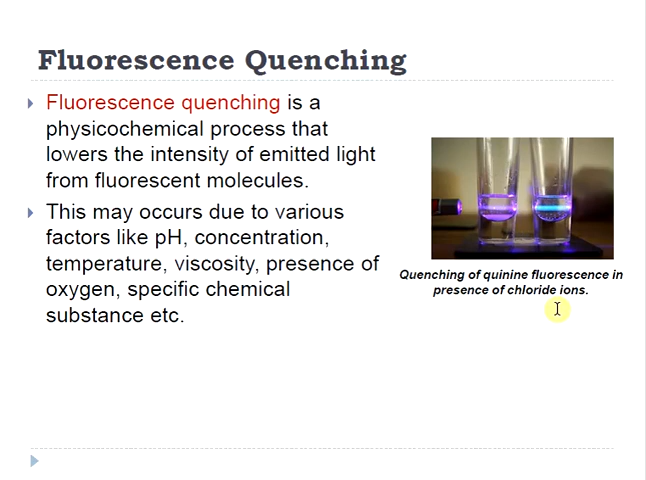 Fluorescence Quenching
Fluorescence quenching is a
physicochemical process that
lowers the intensity of emitted light
from fluorescent molecules.
This may occurs due to various
factors like pH, concentration,
temperature, viscosity, presence of
oxygen, specific chemical
substance etc.
Quenching of quinine fluorescence in
presence of chloride ions.